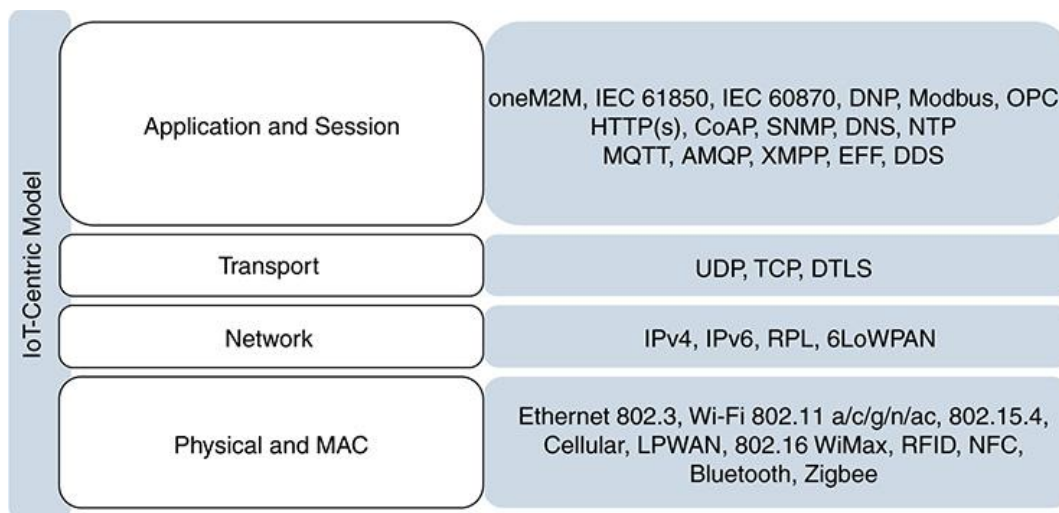 IoT-Centric Model
Application and Session
oneM2M, IEC 61850, IEC 60870, DNP, Modbus, OPC
HTTP(s), CoAP, SNMP, DNS, NTP
MQTT, AMQP, XMPP, EFF, DDS
Transport
UDP, TCP, DTLS
Network
IPv4, IPv6, RPL, 6LoWPAN
Physical and MAC
Ethernet 802.3, Wi-Fi 802.11 a/c/g/n/ac, 802.15.4,
Cellular, LPWAN, 802.16 WiMax, RFID, NFC,
Bluetooth, Zigbee